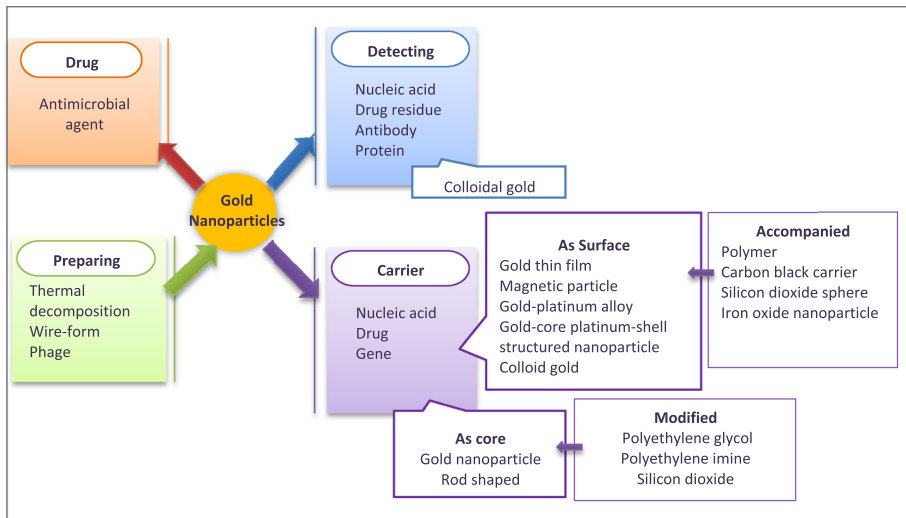 Drug
Antimicrobial
agent
Detecting
Nucleic acid
Drug residue
Antibody
Protein
Colloidal gold
Gold
Nanoparticles
Preparing
Thermal
decomposition
Wire-form
Phage
Carrier
Nucleic acid
Drug
Gene
As Surface
Gold thin film
Magnetic particle
Gold-platinum alloy
Gold-core platinum-shell
structured nanoparticle
Colloid gold
Accompanied
Polymer
Carbon black carrier
Silicon dioxide sphere
Iron oxide nanoparticle
As core
Gold nanoparticle
Rod shaped
Modified
Polyethylene glycol
Polyethylene imine
Silicon dioxide